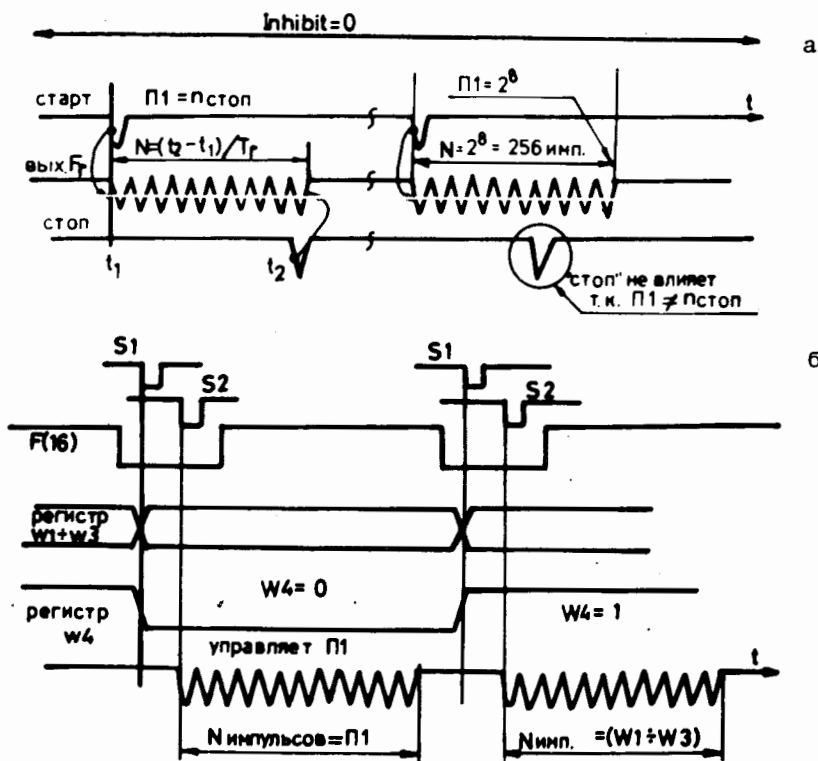 Inhibit=0
а
старт
П1=nстоп
П1=2⁸
t
N=(t₂-t₁)/Tᵣ
N=2⁸=256 имп.
вых.Fᵣ
стоп
t₁
t₂
"стоп" не влияет
т.к. П1≠nстоп
б
S1
S1
S2
S2
F(16)
регистр
w1÷w3
W4=0
W4=1
регистр
w4
управляет П1
t
N импульсов=П1
Nимп. =(W1÷W3)